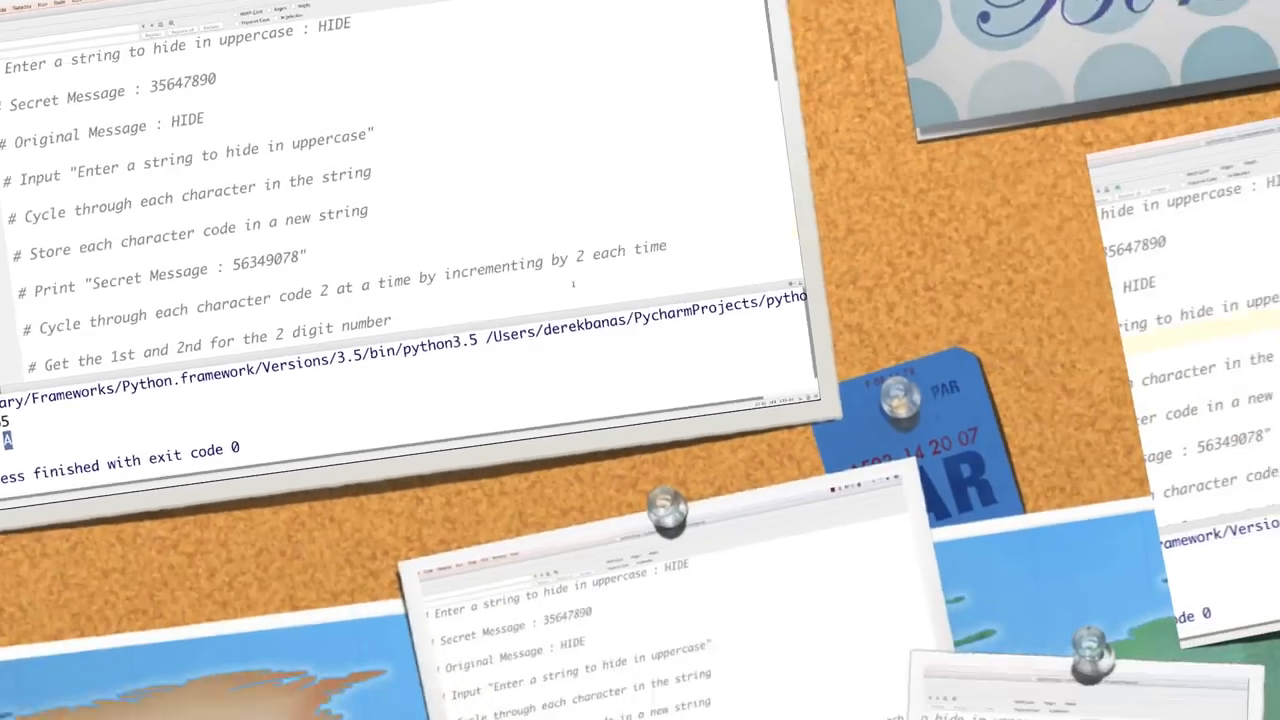 Enter a string to hide in uppercase : HIDE
# Secret Message : 35647890
# Original Message : HIDE
# Input "Enter a string to hide in uppercase"
# Cycle through each character in the string
# Store each character code in a new string
# Print "Secret Message : 56349078"
# Cycle through each character code 2 at a time by incrementing by 2 each time
# Get the 1st and 2nd for the 2 digit number
ary/Frameworks/Python.framework/Versions/3.5/bin/python3.5 /Users/derekbanas/PycharmProjects/pytho
5
A
ess finished with exit code 0
hide in uppercase : HI
35647890
HIDE
ing to hide in uppe
character in the
er code in a new
sage : 56349078"
character code
ramework/Versio
de 0
PAR
14 20 07
AR
Enter a string to hide in uppercase : HIDE
Secret Message : 35647890
Original Message : HIDE
Input "Enter a string to hide in uppercase"
Cycle through each character in the string